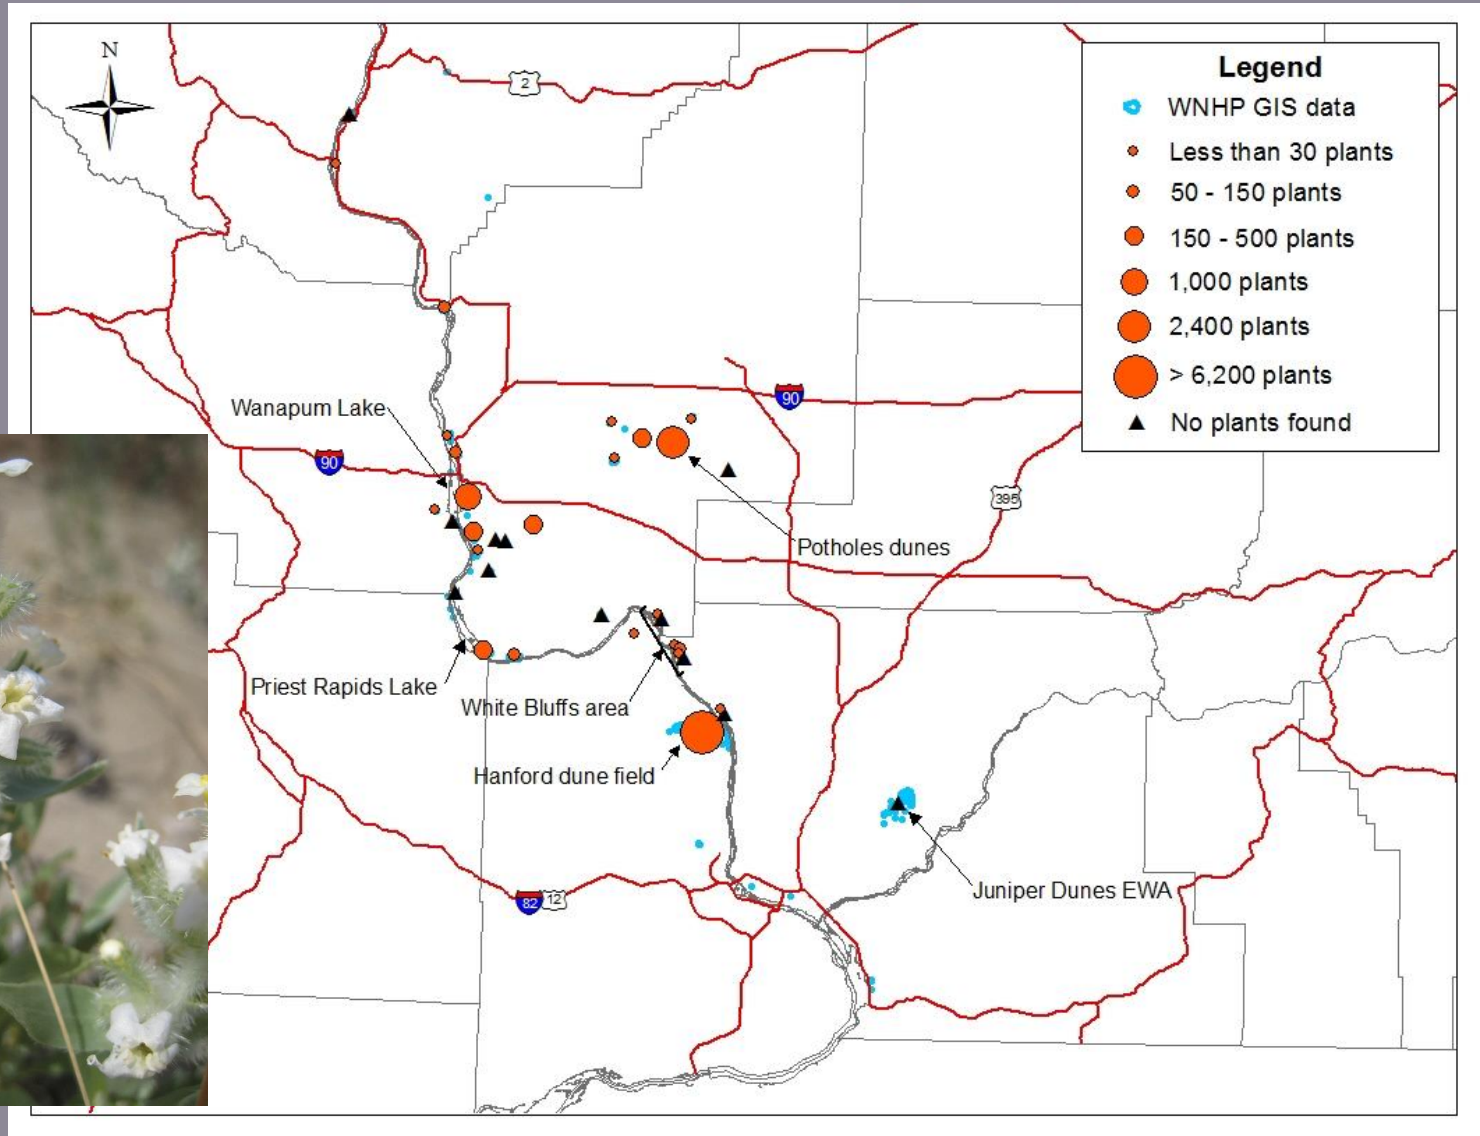 N
2
Legend
WNHP GIS data
Less than 30 plants
50 - 150 plants
150 - 500 plants
1,000 plants
2,400 plants
> 6,200 plants
No plants found
90
Wanapum Lake
90
395
Potholes dunes
Priest Rapids Lake
White Bluffs area
Hanford dune field
Juniper Dunes EWA
82 12